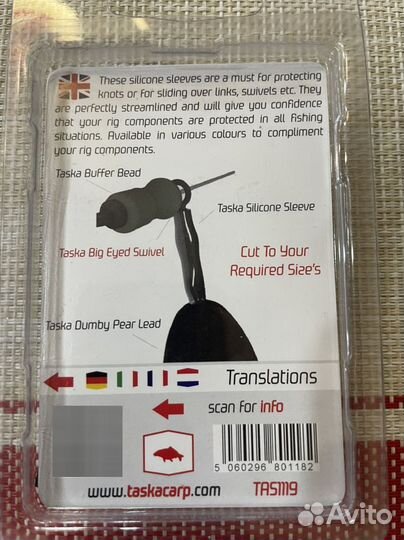 These silicone sleeves are a must for protecting
knots or for sliding over links, swivels etc. They
are perfectly streamlined and will give you confidence
that your rig components are protected in all fishing
situations. Available in various colours to compliment
your rig components.
Taska Buffer Bead
Taska Silicone Sleeve
Taska Big Eyed Swivel
Cut To Your
Required Size's
Taska Dumby Pear Lead
Translations
scan for info
5 060296 801182
www.taskacarp.com
TAS1119
Avito